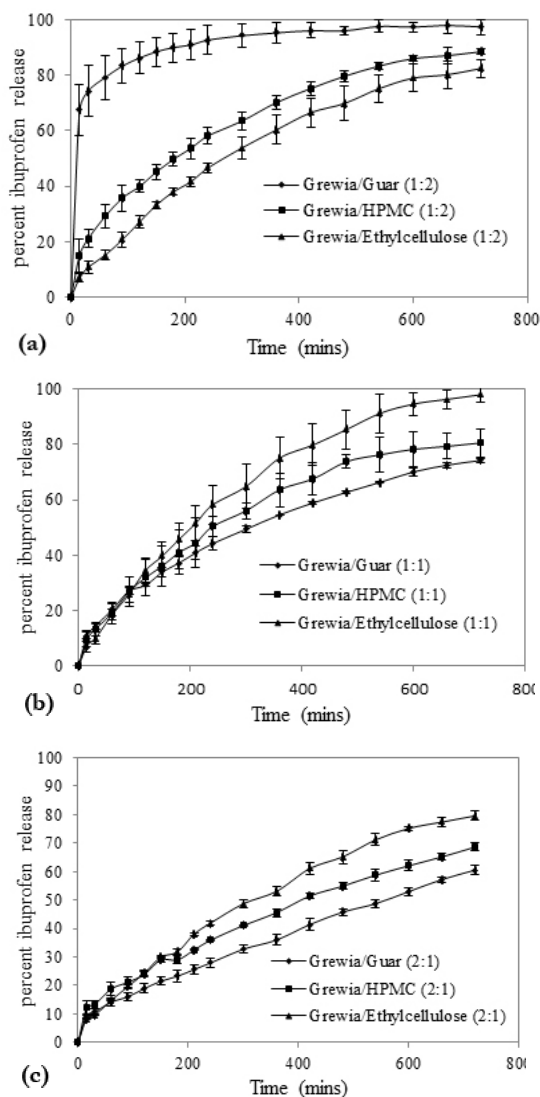 100
80
60
40
20
0
percent ibuprofen release
Grewia/Guar (1:2)
Grewia/HPMC (1:2)
Grewia/Ethylcellulose (1:2)
0
200
400
600
800
Time (mins)
(a)
100
80
60
40
20
0
percent ibuprofen release
Grewia/Guar (1:1)
Grewia/HPMC (1:1)
Grewia/Ethylcellulose (1:1)
0
200
400
600
800
Time (mins)
(b)
100
90
80
70
60
50
40
30
20
10
0
percent ibuprofen release
Grewia/Guar (2:1)
Grewia/HPMC (2:1)
Grewia/Ethylcellulose (2:1)
0
200
400
600
800
Time (mins)
(c)